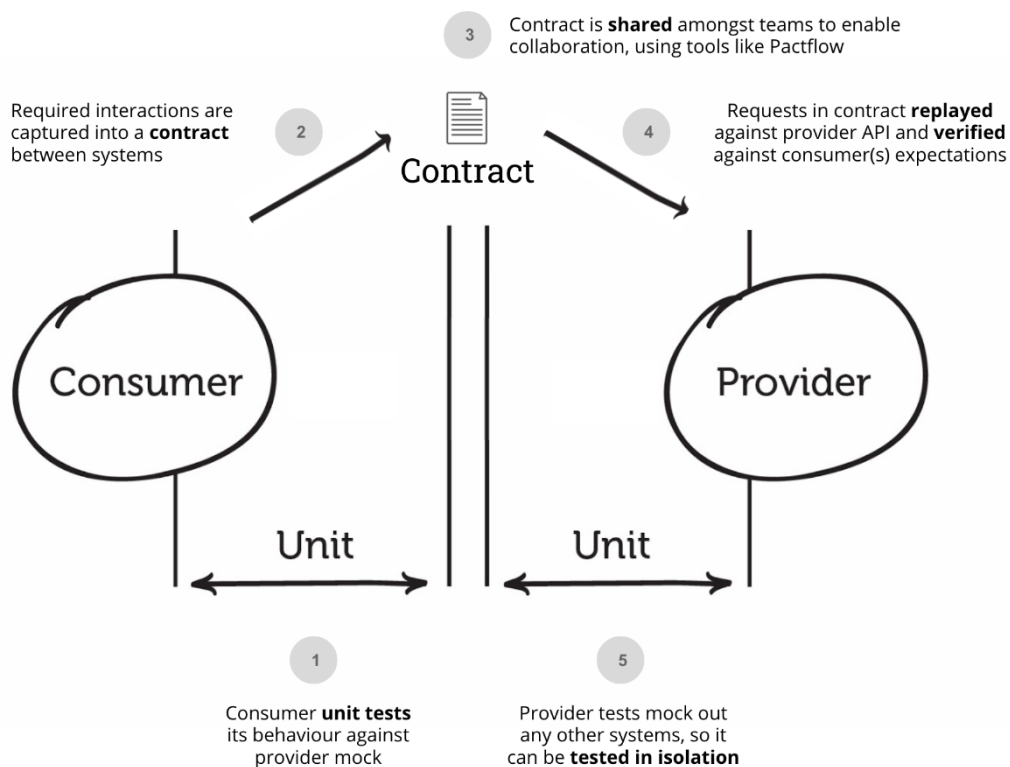 3
Contract is shared amongst teams to enable
collaboration, using tools like Pactflow
Required interactions are
captured into a contract
between systems
2
4
Requests in contract replayed
against provider API and verified
against consumer(s) expectations
Contract
Consumer
Provider
Unit
Unit
1
Consumer unit tests
its behaviour against
provider mock
5
Provider tests mock out
any other systems, so it
can be tested in isolation